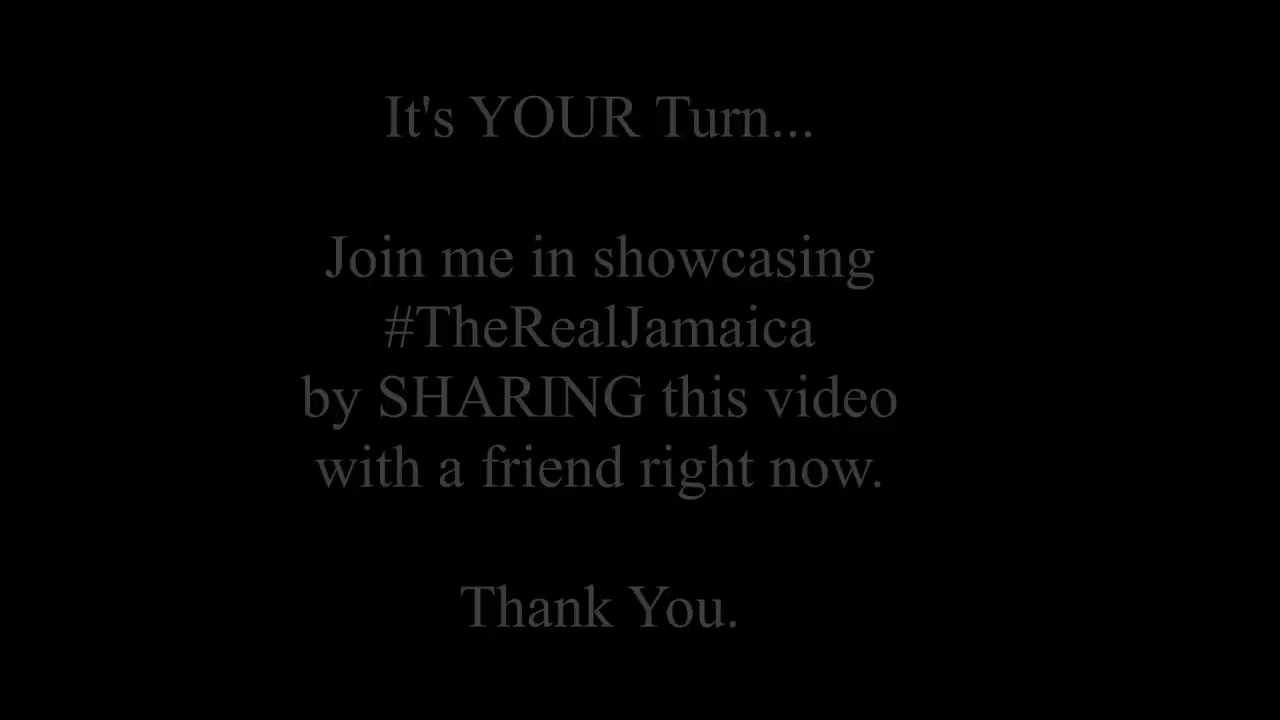 It's YOUR Turn...
Join me in showcasing
#TheRealJamaica
by SHARING this video
with a friend right now.
Thank You.